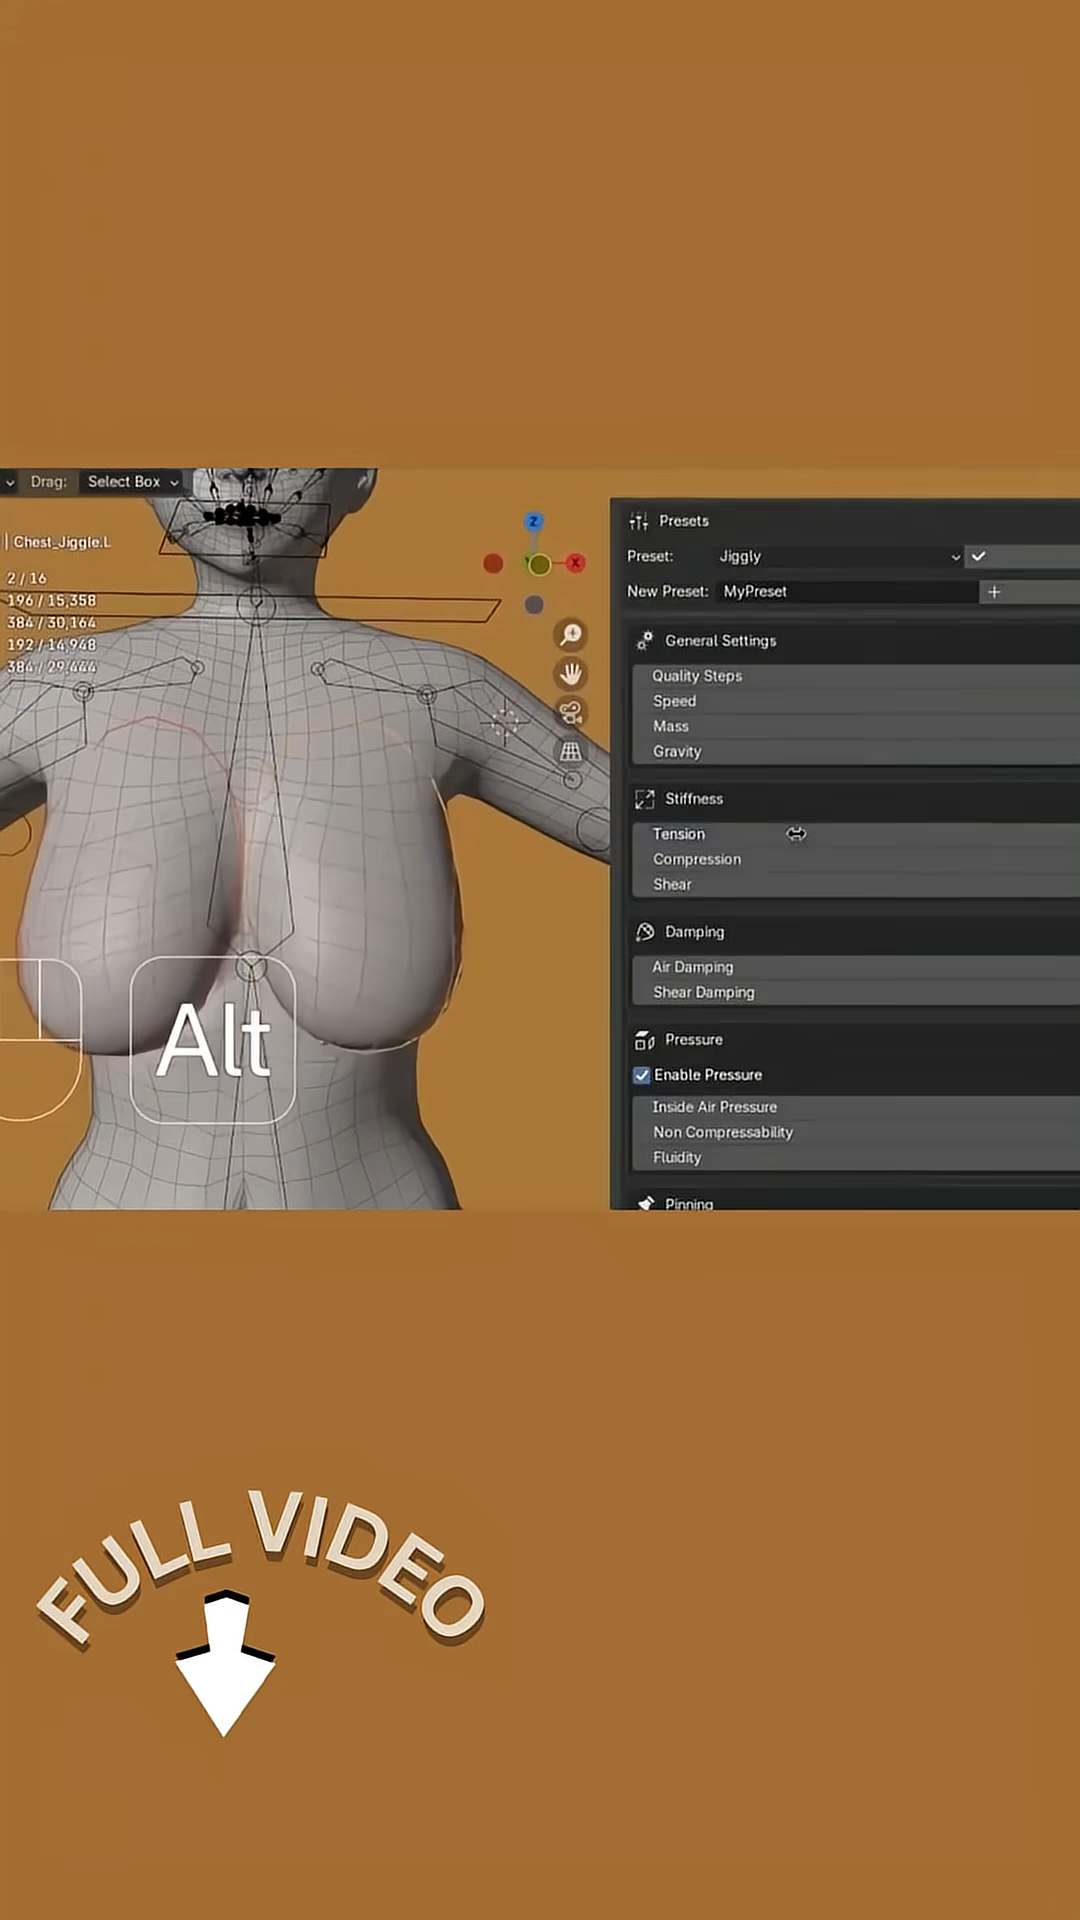 Drag: Select Box
| Chest_Jiggle.L
2 / 16
196 / 15,358
384 / 30,164
192 / 14,948
384 / 29,444
Z
X
Alt
Presets
Preset: Jiggly
New Preset: MyPreset +
General Settings
Quality Steps
Speed
Mass
Gravity
Stiffness
Tension
Compression
Shear
Damping
Air Damping
Shear Damping
Pressure
Enable Pressure
Inside Air Pressure
Non Compressability
Fluidity
Pinning
FULL VIDEO